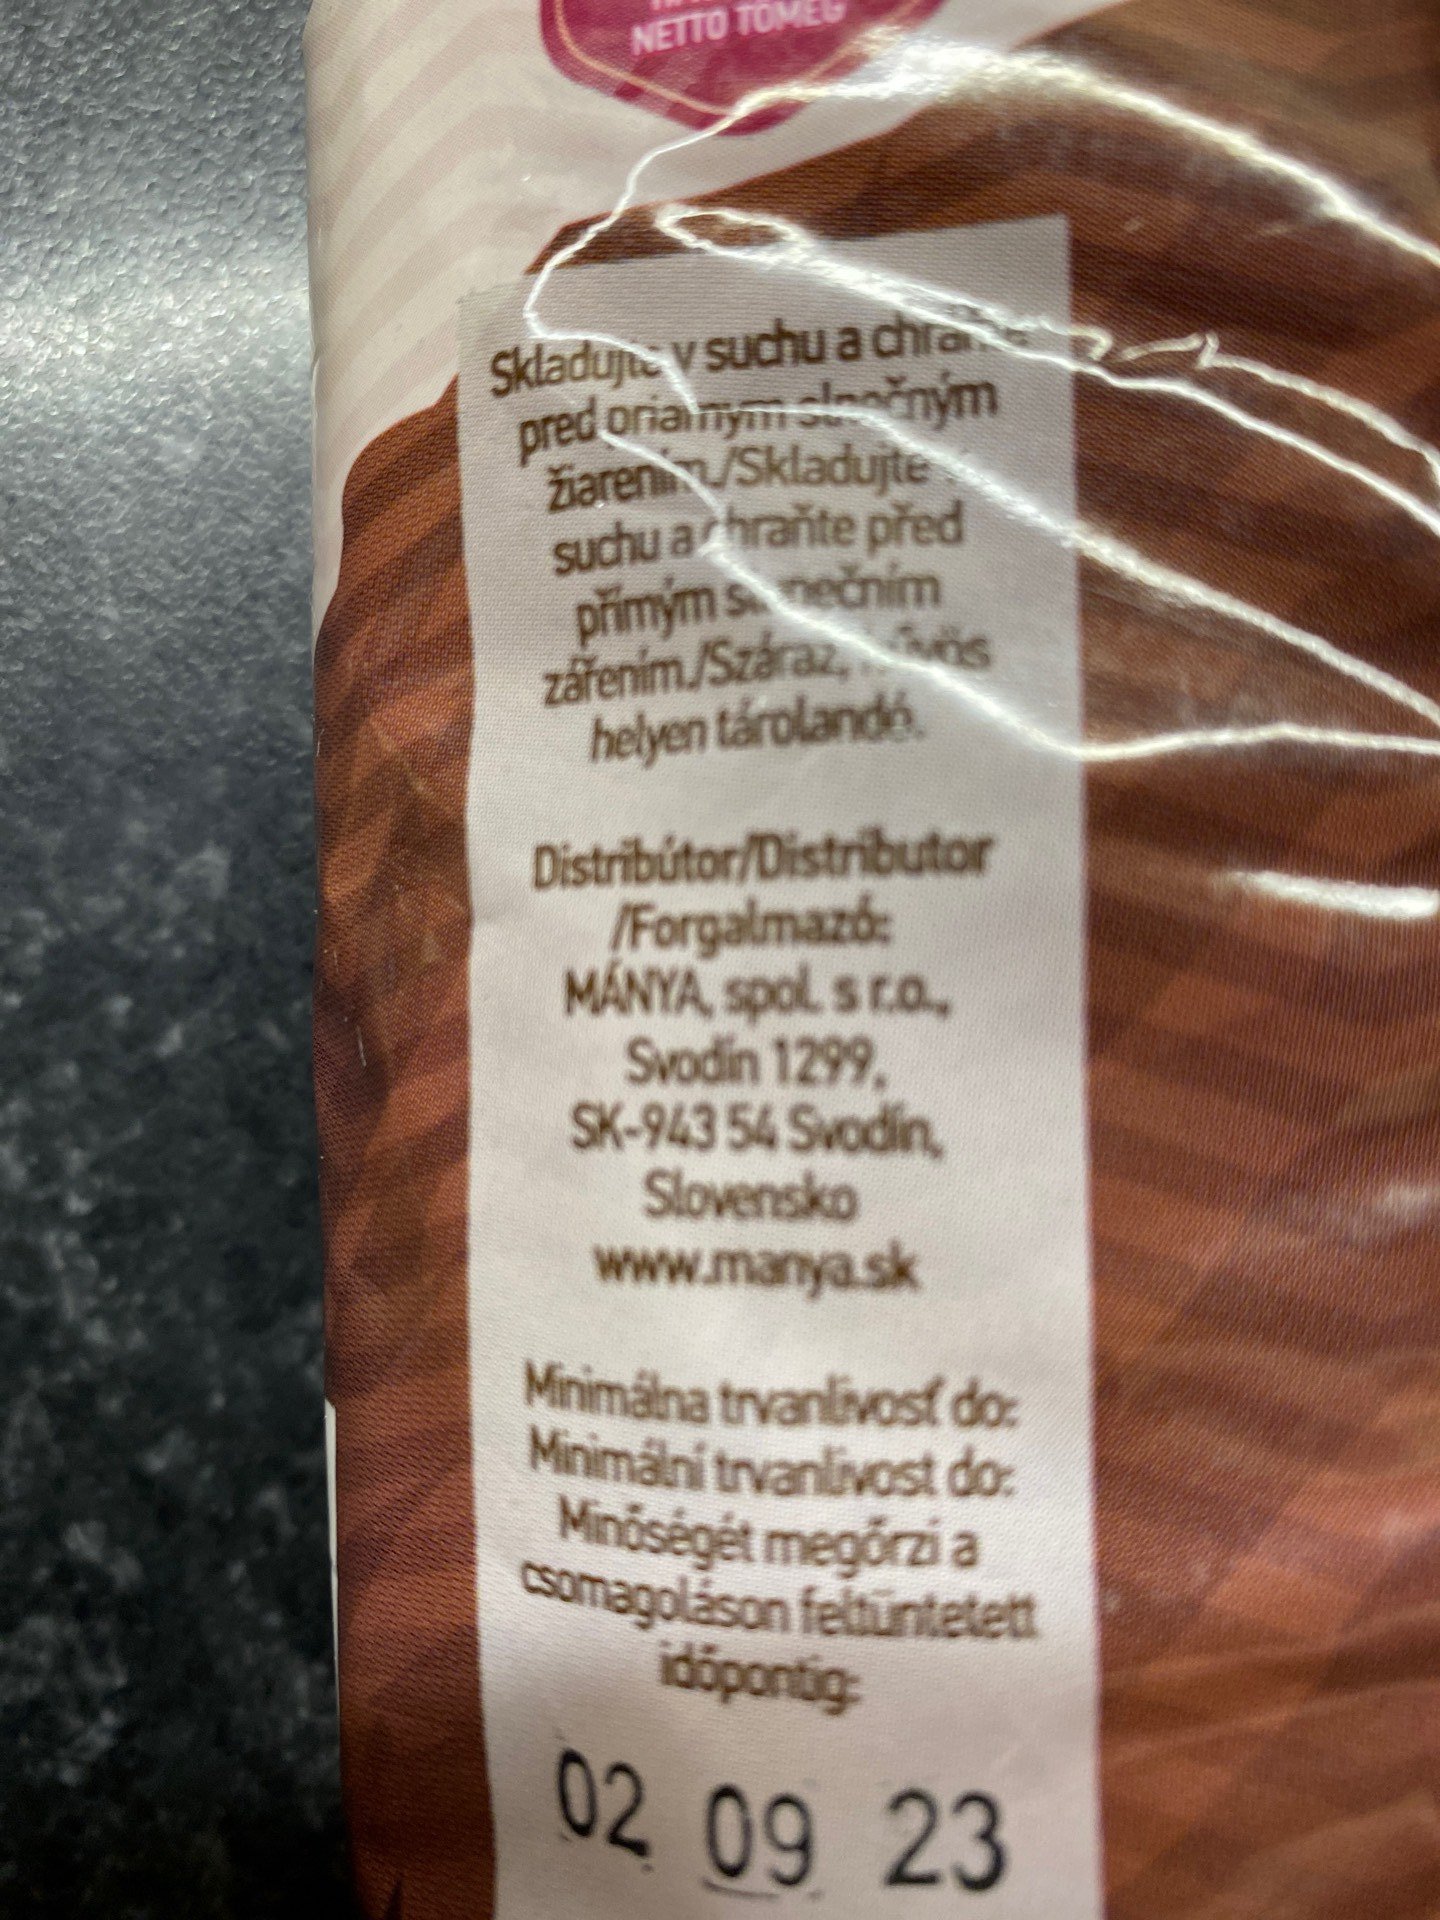 NETTO TÖMEG
Skladujte v suchu a chráňte
pred priamym slnečným
žiarením./Skladujte v
suchu a chraňte před
přímým slunečním
zářením./Száraz, hűvös
helyen tárolandó.
Distribútor/Distributor
/Forgalmazó:
MÁNYA, spol. s r.o.,
Svodín 1299,
SK-943 54 Svodín,
Slovensko
www.manya.sk
Minimálna trvanlivosť do:
Minimální trvanlivost do:
Minőségét megőrzi a
csomagoláson feltüntetett
időpontig:
02 09 23